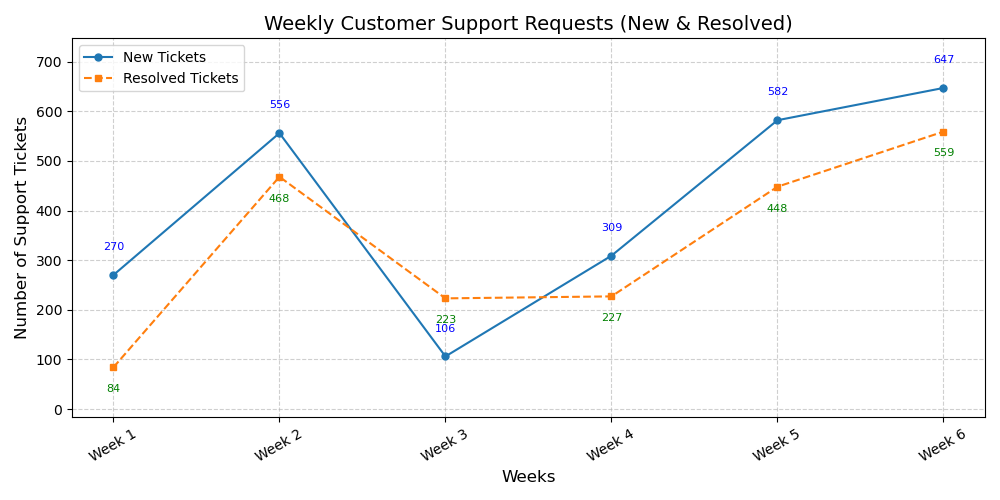 Weekly Customer Support Requests (New & Resolved)
New Tickets
Resolved Tickets
Number of Support Tickets
700
600
500
400
300
200
100
0
270
556
106
309
582
647
84
468
223
227
448
559
Week 1
Week 2
Week 3
Week 4
Week 5
Week 6
Weeks